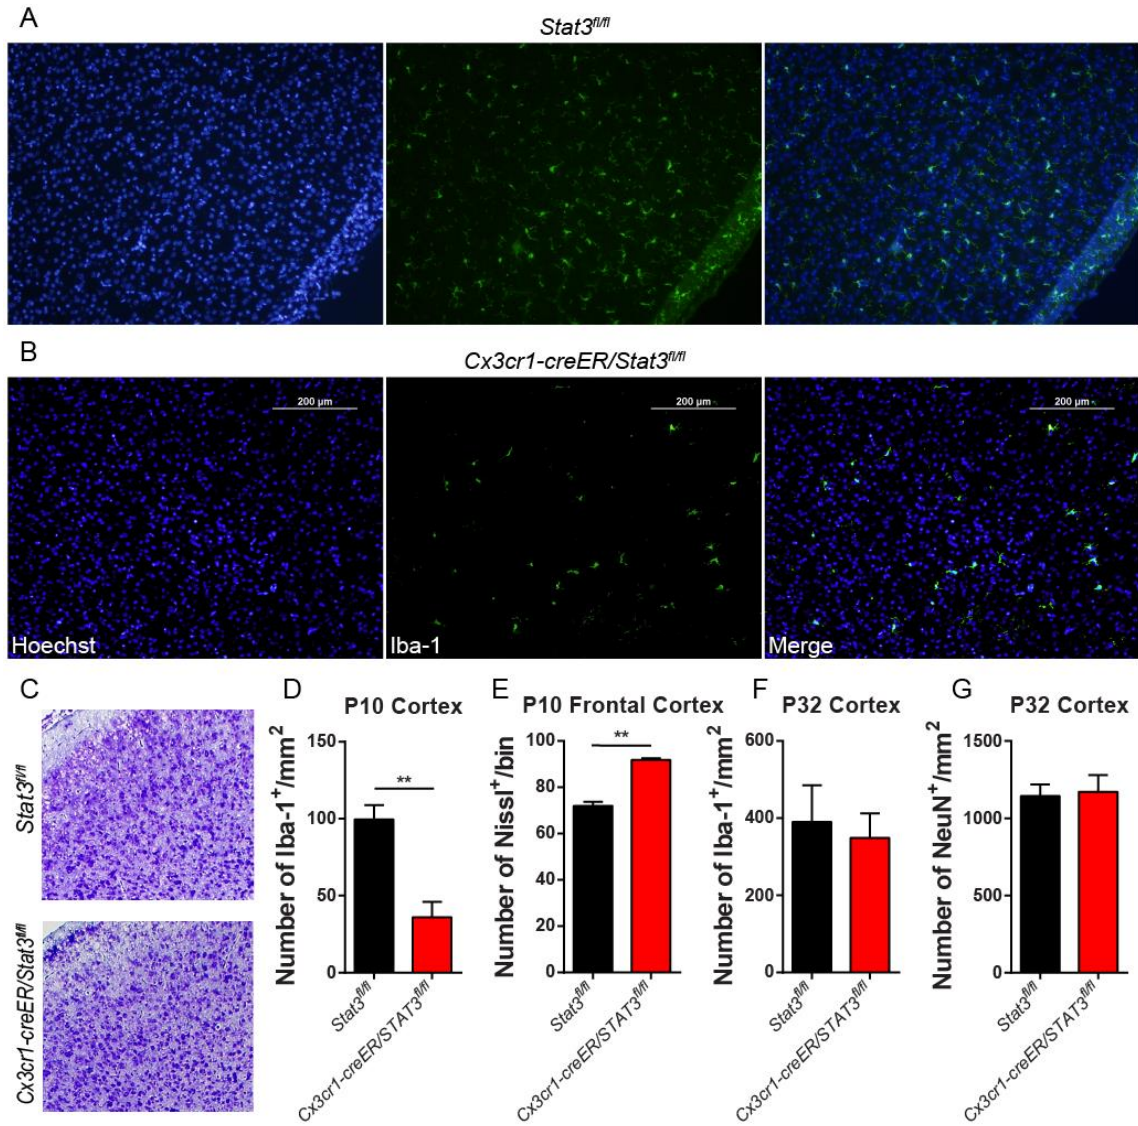 A
Stat3fl/fl
B
Cx3cr1-creER/Stat3fl/fl
200 µm
200 µm
200 µm
Hoechst
Iba-1
Merge
C
Stat3fl/fl
Cx3cr1-creER/Stat3fl/fl
D
P10 Cortex
Number of Iba-1+/mm2
150
100
50
0
**
Stat3fl/fl
Cx3cr1-creER/STAT3fl/fl
E
P10 Frontal Cortex
Number of Nissl+/bin
100
80
60
40
20
0
**
Stat3fl/fl
Cx3cr1-creER/STAT3fl/fl
F
P32 Cortex
Number of Iba-1+/mm2
600
400
200
0
Stat3fl/fl
Cx3cr1-creER/STAT3fl/fl
G
P32 Cortex
Number of NeuN+/mm2
1500
1000
500
0
Stat3fl/fl
Cx3cr1-creER/STAT3fl/fl